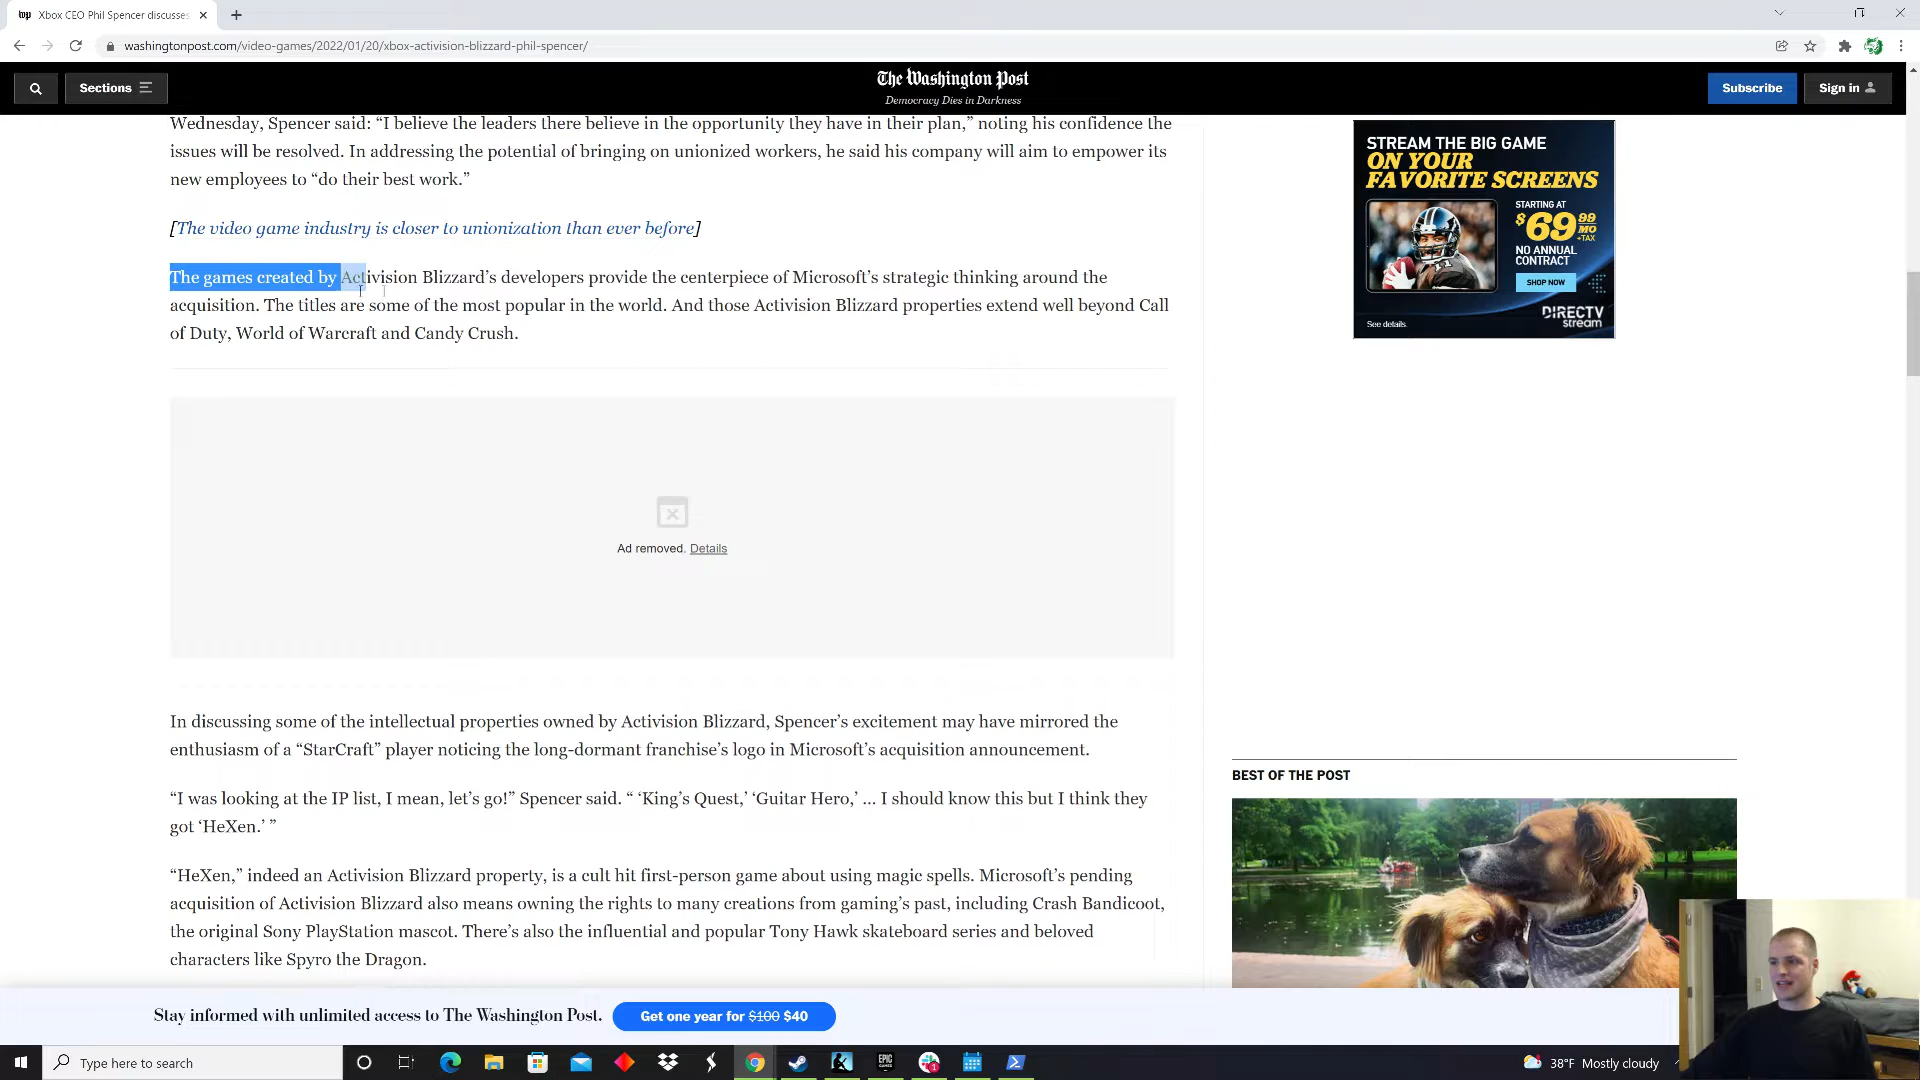 Xbox CEO Phil Spencer discusses
washingtonpost.com/video-games/2022/01/20/xbox-activision-blizzard-phil-spencer/
Sections
The Washington Post
Democracy Dies in Darkness
Subscribe
Sign in
Wednesday, Spencer said: “I believe the leaders there believe in the opportunity they have in their plan,” noting his confidence the
issues will be resolved. In addressing the potential of bringing on unionized workers, he said his company will aim to empower its
new employees to “do their best work.”
[The video game industry is closer to unionization than ever before]
The games created by Activision Blizzard’s developers provide the centerpiece of Microsoft’s strategic thinking around the
acquisition. The titles are some of the most popular in the world. And those Activision Blizzard properties extend well beyond Call
of Duty, World of Warcraft and Candy Crush.
STREAM THE BIG GAME
ON YOUR
FAVORITE SCREENS
STARTING AT
$69.99
MO
+TAX
NO ANNUAL
CONTRACT
SHOP NOW
See details.
DIRECTV
stream
Ad removed. Details
In discussing some of the intellectual properties owned by Activision Blizzard, Spencer’s excitement may have mirrored the
enthusiasm of a “StarCraft” player noticing the long-dormant franchise’s logo in Microsoft’s acquisition announcement.
“I was looking at the IP list, I mean, let’s go!” Spencer said. “ ‘King’s Quest,’ ‘Guitar Hero,’ ... I should know this but I think they
got ‘HeXen.’ ”
“HeXen,” indeed an Activision Blizzard property, is a cult hit first-person game about using magic spells. Microsoft’s pending
acquisition of Activision Blizzard also means owning the rights to many creations from gaming’s past, including Crash Bandicoot,
the original Sony PlayStation mascot. There’s also the influential and popular Tony Hawk skateboard series and beloved
characters like Spyro the Dragon.
BEST OF THE POST
Stay informed with unlimited access to The Washington Post.
Get one year for $100 $40
Type here to search
EPIC
GAMES
1
38°F Mostly cloudy